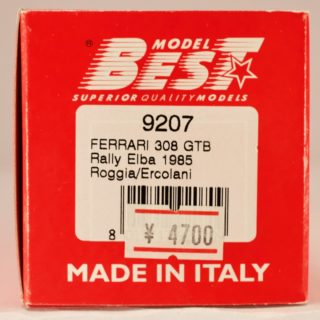 MODEL
® BEST
SUPERIOR QUALITY MODELS
9207
FERRARI 308 GTB
Rally Elba 1985
Roggia/Ercolani
8
¥ 4700
MADE IN ITALY